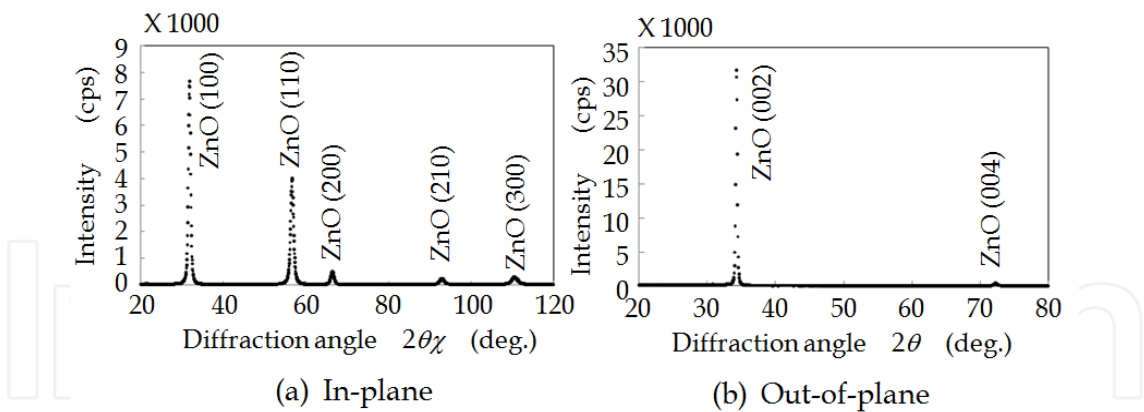 X 1000
9
8
7
6
5
4
3
2
1
0
Intensity (cps)
ZnO (100)
ZnO (110)
ZnO (200)
ZnO (210)
ZnO (300)
20 40 60 80 100 120
Diffraction angle 2θχ (deg.)
(a) In-plane
X 1000
35
30
25
20
15
10
5
0
Intensity (cps)
ZnO (002)
ZnO (004)
20 30 40 50 60 70 80
Diffraction angle 2θ (deg.)
(b) Out-of-plane